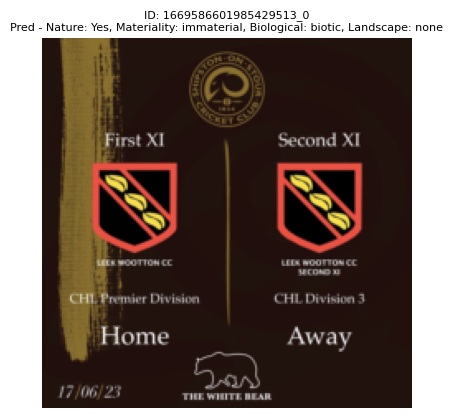 ID: 1669586601985429513_0
Pred - Nature: Yes, Materiality: immaterial, Biological: biotic, Landscape: none
SHIPSTON-ON-STOUR
CRICKET CLUB
First XI
Second XI
LEEK WOOTTON CC
LEEK WOOTTON CC
SECOND XI
CHL Premier Division
CHL Division 3
Home
Away
17/06/23
THE WHITE BEAR